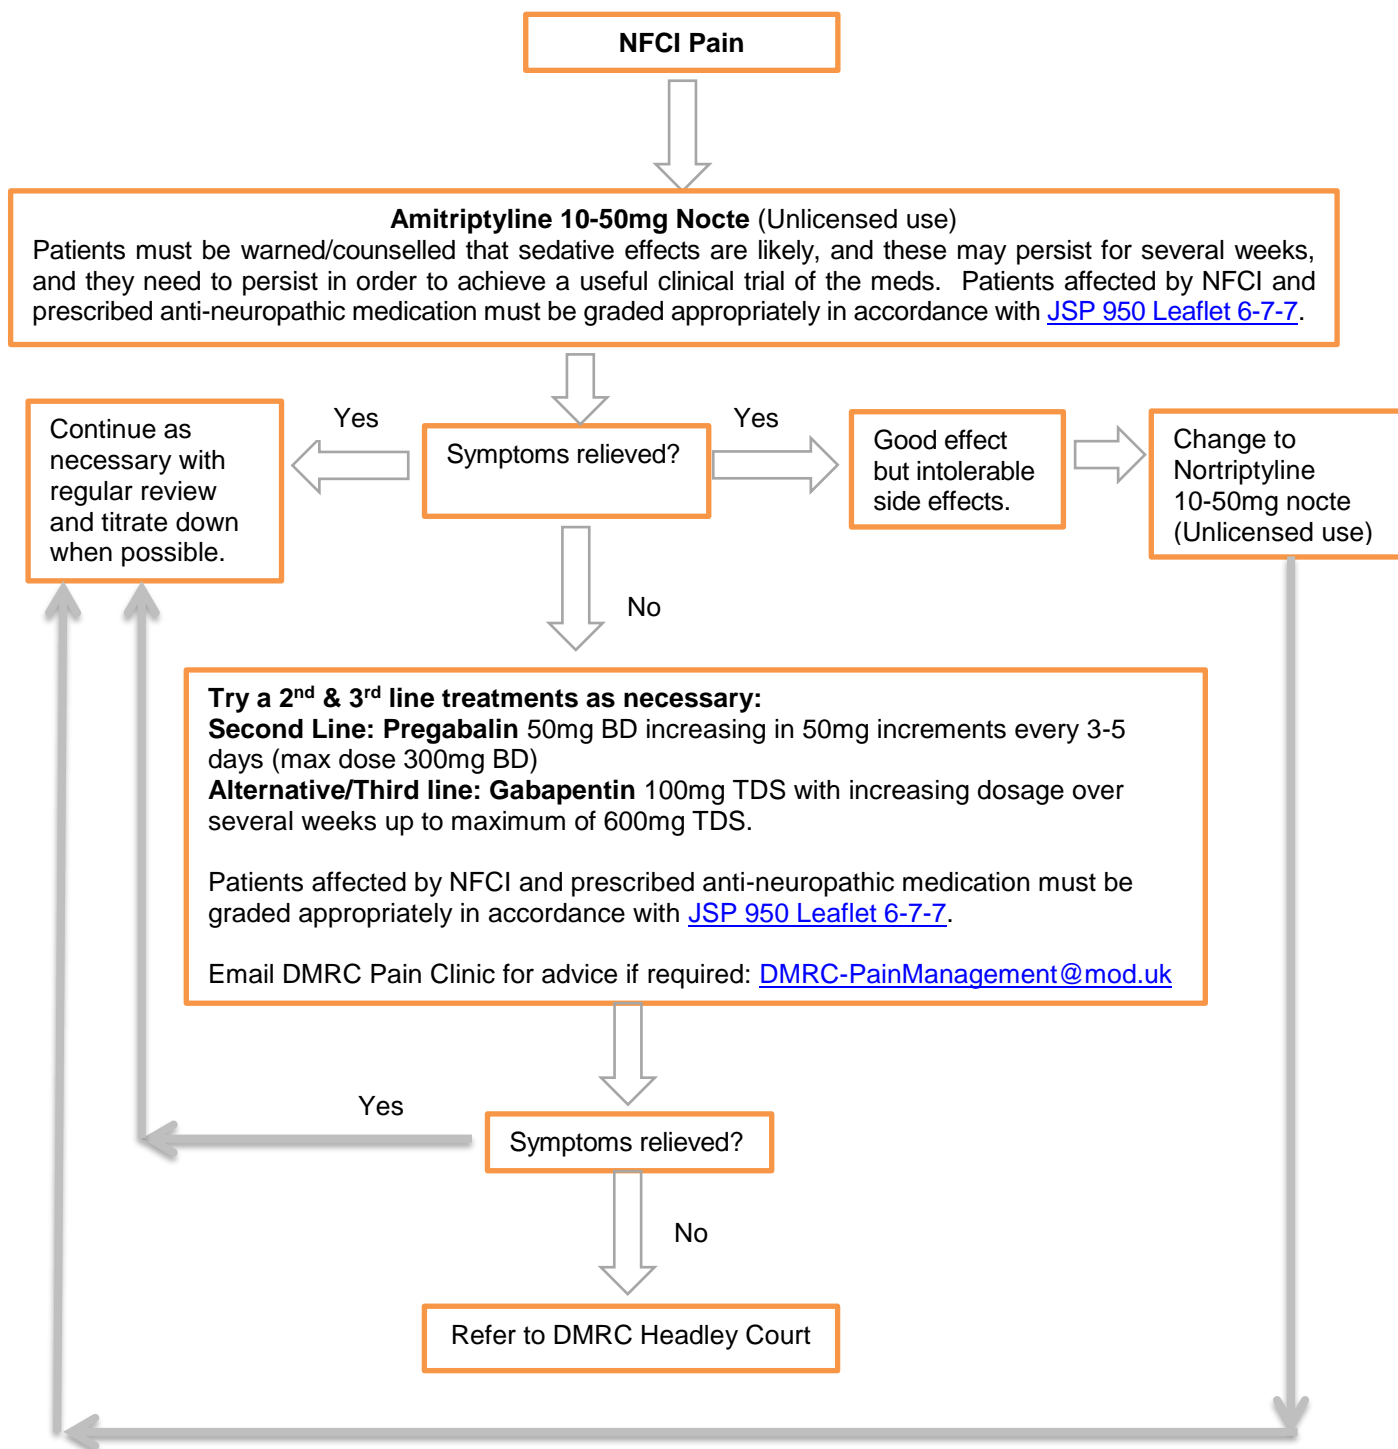 NFCI Pain
Amitriptyline 10-50mg Nocte (Unlicensed use)
Patients must be warned/counselled that sedative effects are likely, and these may persist for several weeks,
and they need to persist in order to achieve a useful clinical trial of the meds. Patients affected by NFCI and
prescribed anti-neuropathic medication must be graded appropriately in accordance with JSP 950 Leaflet 6-7-7.
Continue as
necessary with
regular review
and titrate down
when possible.
Yes
Symptoms relieved?
Yes
Good effect
but intolerable
side effects.
Change to
Nortriptyline
10-50mg nocte
(Unlicensed use)
No
Try a 2nd & 3rd line treatments as necessary:
Second Line: Pregabalin 50mg BD increasing in 50mg increments every 3-5
days (max dose 300mg BD)
Alternative/Third line: Gabapentin 100mg TDS with increasing dosage over
several weeks up to maximum of 600mg TDS.
Patients affected by NFCI and prescribed anti-neuropathic medication must be
graded appropriately in accordance with JSP 950 Leaflet 6-7-7.
Email DMRC Pain Clinic for advice if required: DMRC-PainManagement@mod.uk
Yes
Symptoms relieved?
No
Refer to DMRC Headley Court